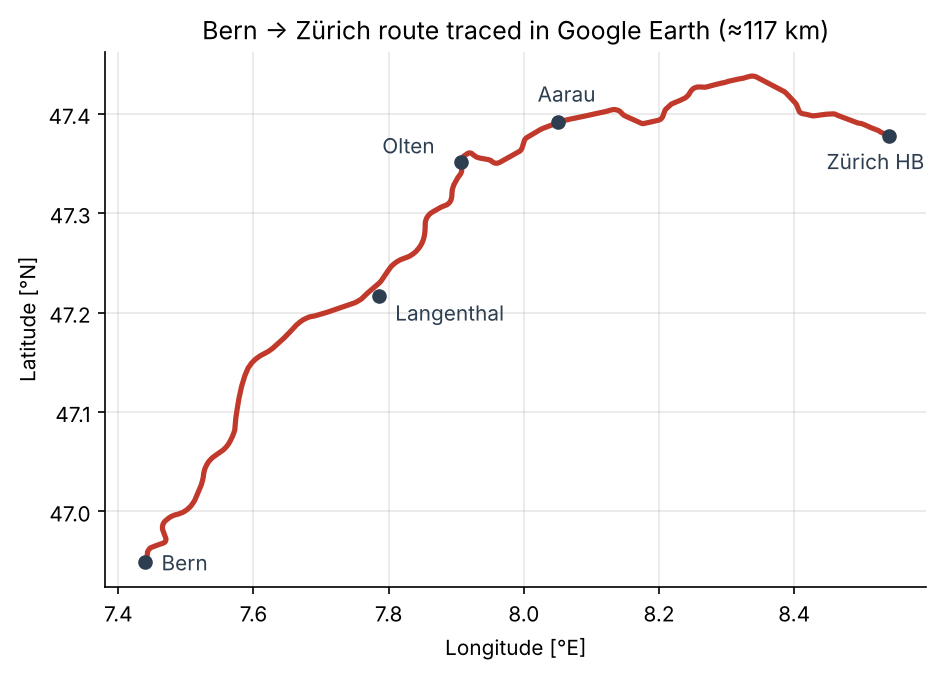 Bern → Zürich route traced in Google Earth (≈117 km)
Aarau
47.4
Olten
Zürich HB
47.3
Latitude [°N]
47.2
Langenthal
47.1
47.0
Bern
7.4 7.6 7.8 8.0 8.2 8.4
Longitude [°E]